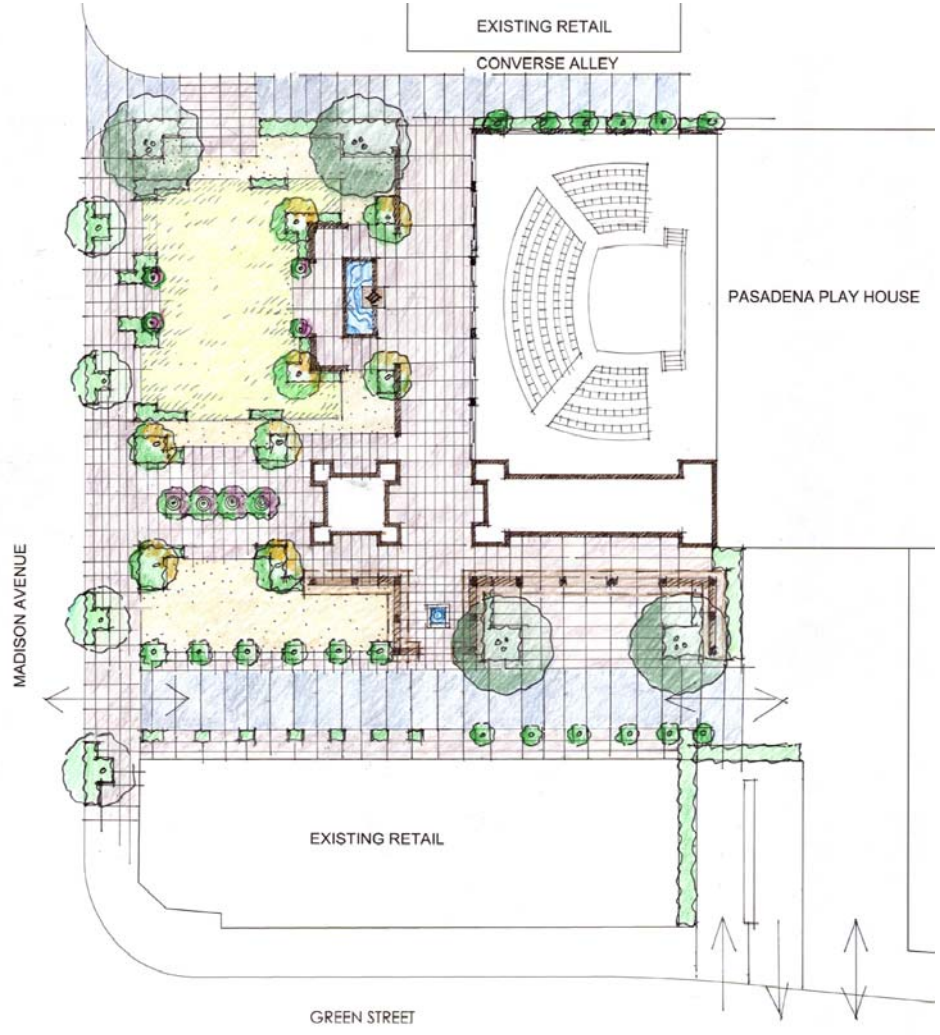 EXISTING RETAIL
CONVERSE ALLEY
PASADENA PLAY HOUSE
MADISON AVENUE
EXISTING RETAIL
GREEN STREET